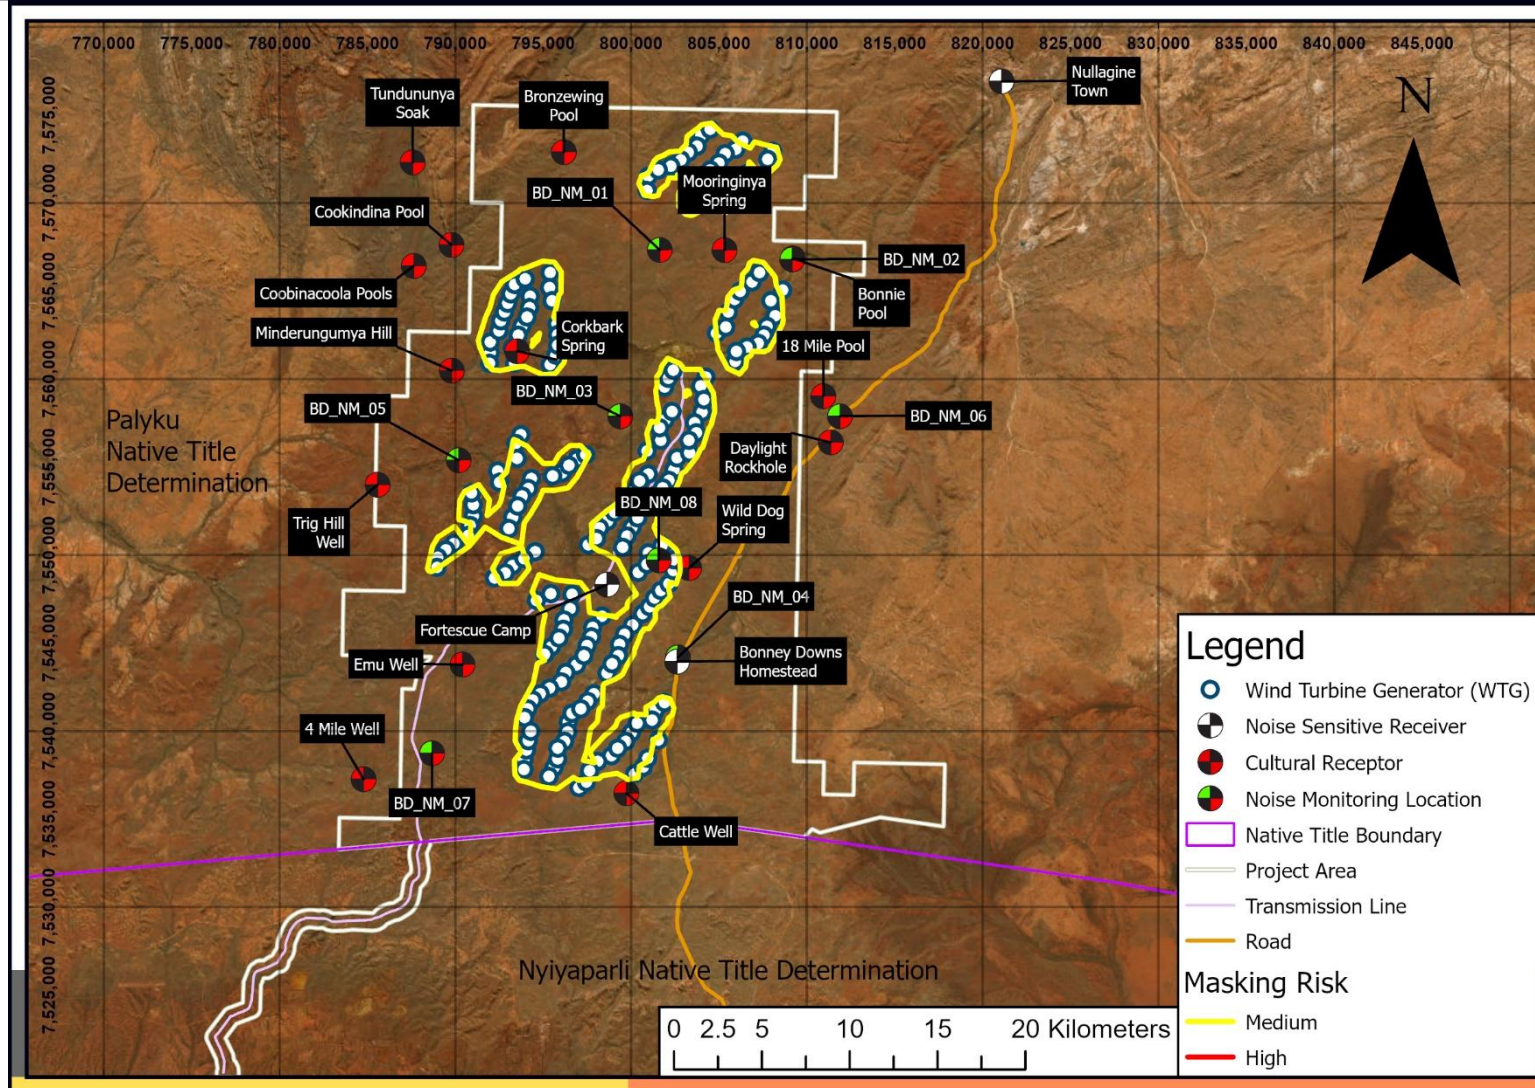 770,000 775,000 780,000 785,000 790,000 795,000 800,000 805,000 810,000 815,000 820,000 825,000 830,000 835,000 840,000 845,000
7,575,000
7,570,000
7,565,000
7,560,000
7,555,000
7,550,000
7,545,000
7,540,000
7,535,000
7,530,000
7,525,000
Nullagine
Town
N
Tundununya
Soak
Bronzewing
Pool
Mooringinya
Spring
BD_NM_01
Cookindina Pool
BD_NM_02
Coobinacoola Pools
Bonnie
Pool
Minderungumya Hill
Corkbark
Spring
18 Mile Pool
BD_NM_03
BD_NM_05
BD_NM_06
Palyku
Native Title
Determination
Daylight
Rockhole
BD_NM_08
Wild Dog
Spring
Trig Hill
Well
BD_NM_04
Fortescue Camp
Bonney Downs
Homestead
Emu Well
4 Mile Well
BD_NM_07
Cattle Well
Nyiyaparli Native Title Determination
0 2.5 5 10 15 20 Kilometers
Legend
Wind Turbine Generator (WTG)
Noise Sensitive Receiver
Cultural Receptor
Noise Monitoring Location
Native Title Boundary
Project Area
Transmission Line
Road
Masking Risk
Medium
High